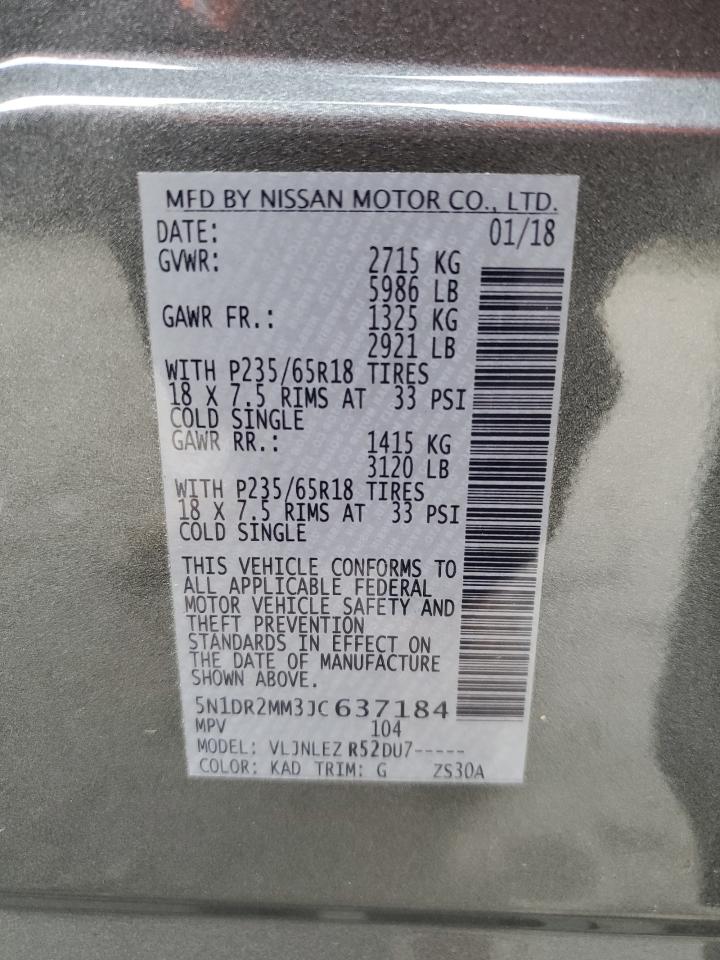 MFD BY NISSAN MOTOR CO., LTD.
DATE: 01/18
GVWR: 2715 KG
5986 LB
GAWR FR.: 1325 KG
2921 LB
WITH P235/65R18 TIRES
18 X 7.5 RIMS AT 33 PSI
COLD SINGLE
GAWR RR.: 1415 KG
3120 LB
WITH P235/65R18 TIRES
18 X 7.5 RIMS AT 33 PSI
COLD SINGLE
THIS VEHICLE CONFORMS TO
ALL APPLICABLE FEDERAL
MOTOR VEHICLE SAFETY AND
THEFT PREVENTION
STANDARDS IN EFFECT ON
THE DATE OF MANUFACTURE
SHOWN ABOVE.
5N1DR2MM3JC637184
MPV 104
MODEL: VLJNLEZ R52DU7-----
COLOR: KAD TRIM: G ZS30A